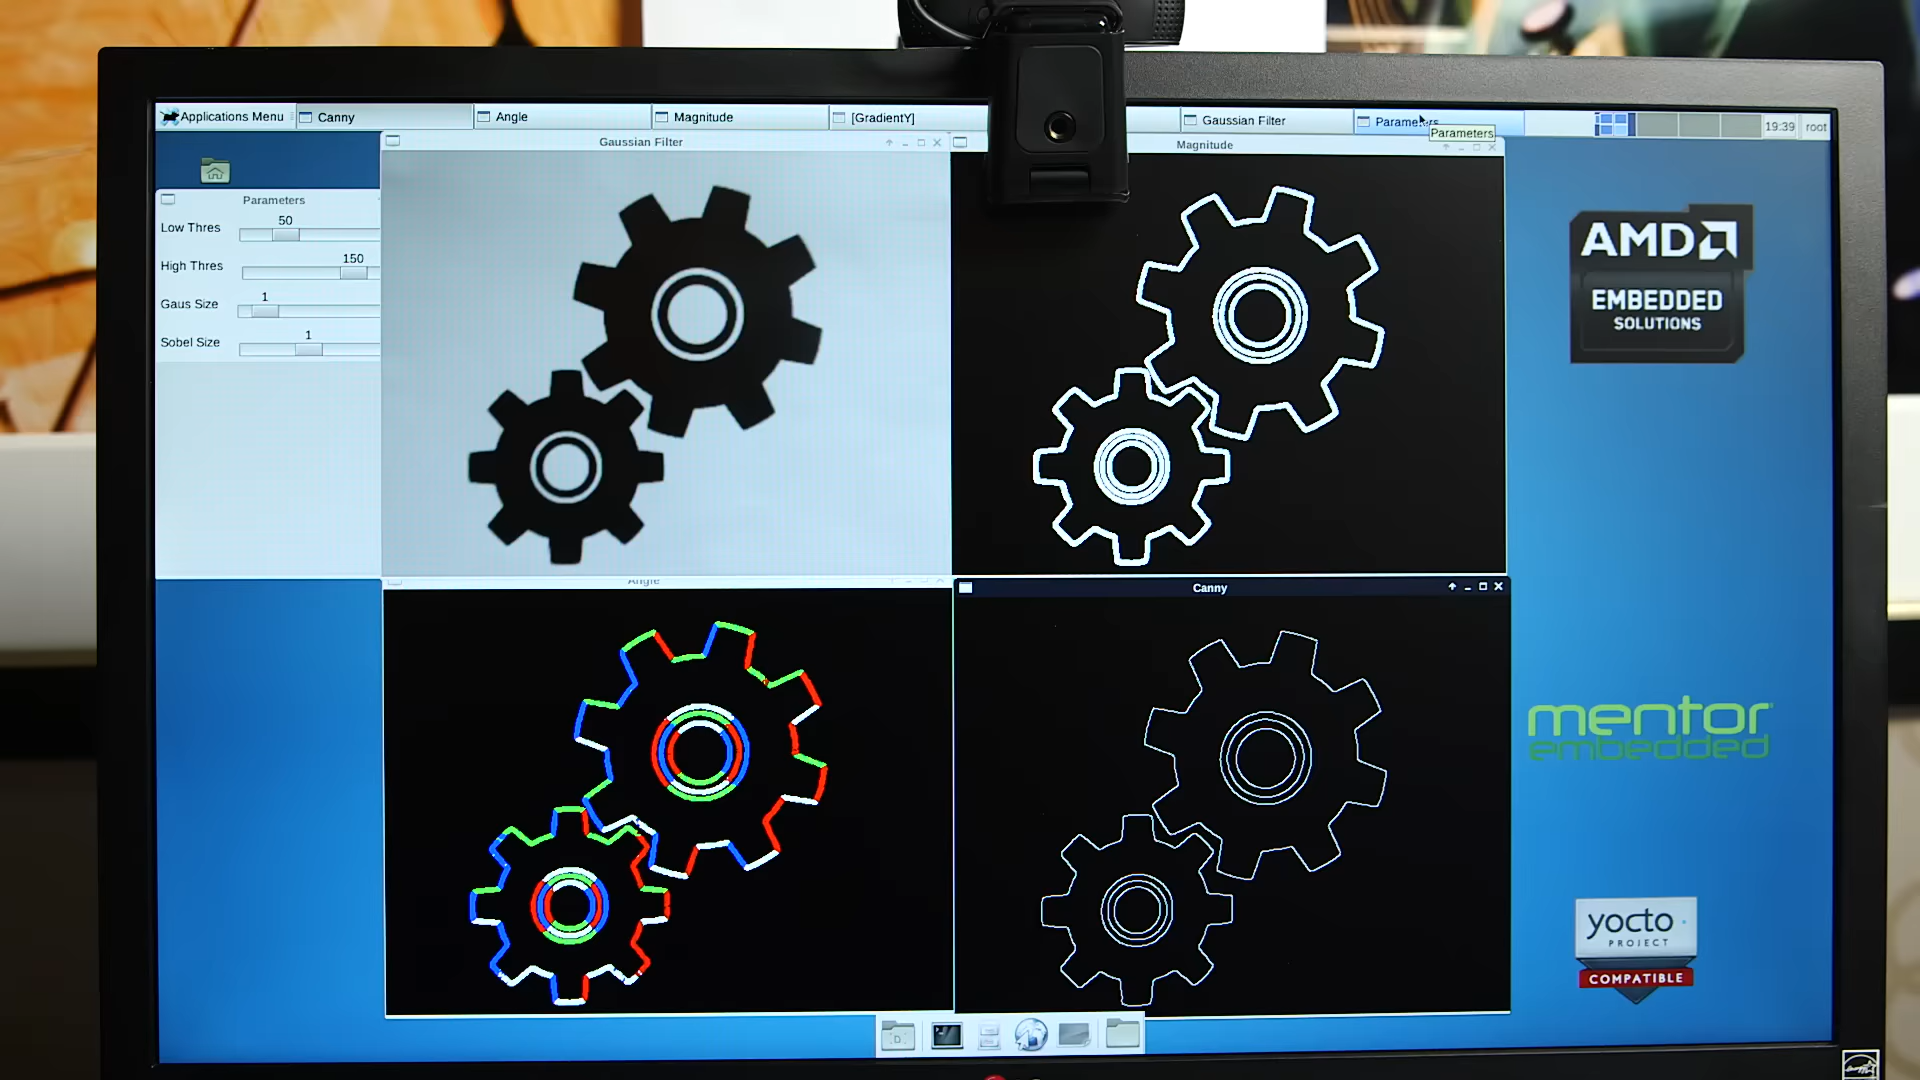 Applications Menu
Canny
Angle
Magnitude
[GradientY]
Gaussian Filter
Parameters
19:39
root
Parameters
Gaussian Filter
Magnitude
Parameters
50
Low Thres
150
High Thres
1
Gaus Size
1
Sobel Size
AMD
EMBEDDED
SOLUTIONS
Angle
Canny
mentor
embedded
yocto
PROJECT
COMPATIBLE